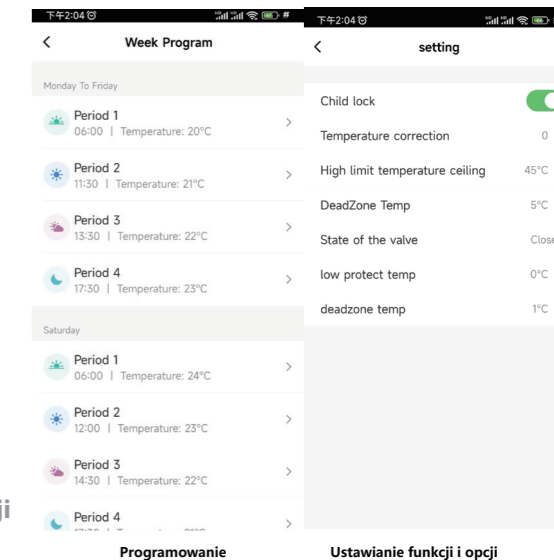 下午2:04
Week Program
Monday To Friday
Period 1
06:00 | Temperature: 20°C
Period 2
11:30 | Temperature: 21°C
Period 3
13:30 | Temperature: 22°C
Period 4
17:30 | Temperature: 23°C
Saturday
Period 1
06:00 | Temperature: 24°C
Period 2
12:00 | Temperature: 23°C
Period 3
14:30 | Temperature: 22°C
Period 4
Programowanie
下午2:04
setting
Child lock
Temperature correction 0
High limit temperature ceiling 45°C
DeadZone Temp 5°C
State of the valve Close
low protect temp 0°C
deadzone temp 1°C
Ustawianie funkcji i opcji
ji